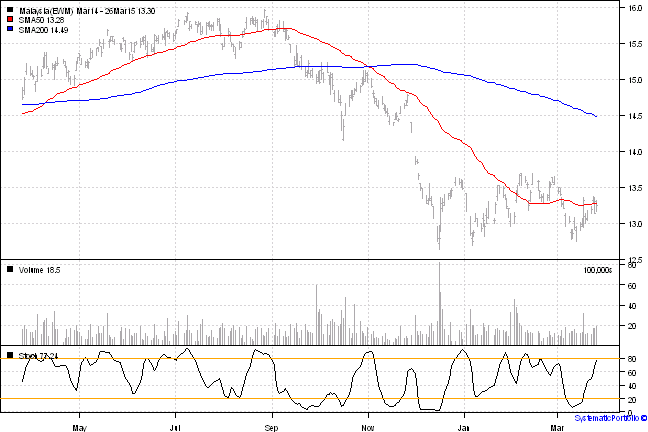 Malaysia(EWM) Mar14 - 26Mar15 13.30
SMA50 13.28
SMA200 14.49
16.0
15.5
15.0
14.5
14.0
13.5
13.0
12.5
Volume 18.5
100,000s
80
60
40
20
Stock 77.24
80
60
40
20
0
May
Jul
Sep
Nov
Jan
Mar
SystematicPortfolio ©